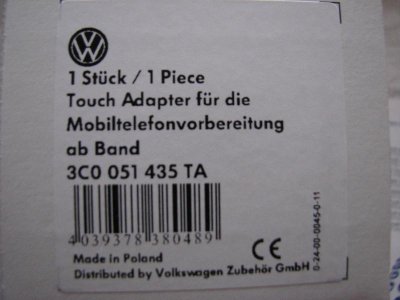 1 Stück / 1 Piece
Touch Adapter für die
Mobiltelefonvorbereitung
ab Band
3C0 051 435 TA
4 039378 380489
CE
Made in Poland
Distributed by Volkswagen Zubehör GmbH
0-24-00-0045-0-11